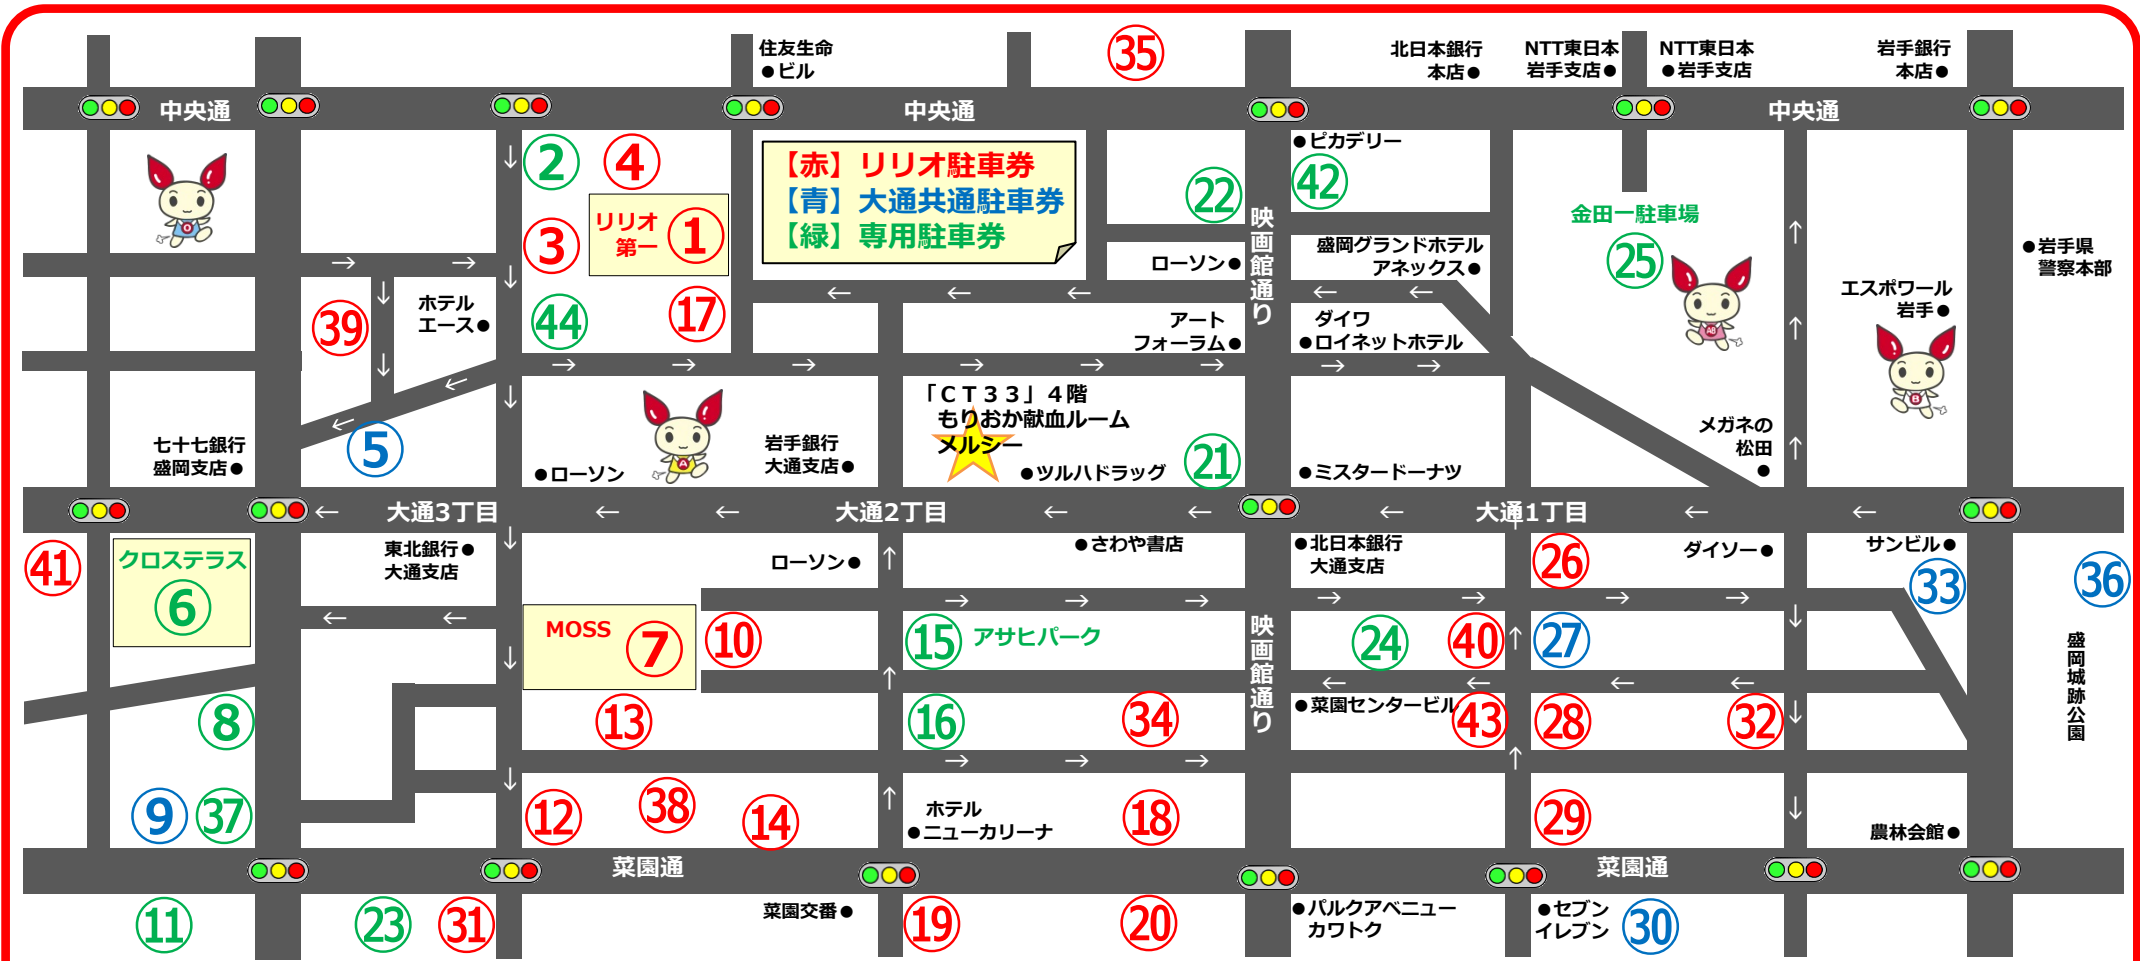 住友生命
●ビル
㉟
北日本銀行
本店●
NTT東日本
岩手支店●
NTT東日本
●岩手支店
岩手銀行
本店●
中央通
中央通
中央通
②
④
リリオ
第一
①
③
【赤】リリオ駐車券
【青】大通共通駐車券
【緑】専用駐車券
㉒
●ピカデリー
㊷
映画館通り
金田一駐車場
㉕
盛岡グランドホテル
アネックス●
ローソン●
●岩手県
警察本部
エスポワール
岩手●
㊴
ホテル
エース●
㊹
⑰
アート
フォーラム●
ダイワ
●ロイネットホテル
「CT33」4階
もりおか献血ルーム
メルシー
⑤
七十七銀行
盛岡支店●
●ローソン
A
岩手銀行
大通支店●
●ツルハドラッグ
㉑
●ミスタードーナツ
メガネの
松田
●
O
AB
B
大通3丁目
大通2丁目
大通1丁目
㊶
クロステラス
⑥
東北銀行●
大通支店
ローソン●
●さわや書店
●北日本銀行
大通支店
㉖
ダイソー●
サンビル●
㉝
㊱
MOSS
⑦
⑩
⑮
アサヒパーク
映画館通り
㉔
㊵
㉗
盛岡城跡公園
⑧
⑬
⑯
㉞
●菜園センタービル
㊸
㉘
㉜
⑨
㊲
⑫
㊳
⑭
ホテル
●ニューカリーナ
⑱
㉙
農林会館●
菜園通
菜園通
⑪
㉓
㉛
菜園交番●
⑲
⑳
●パルクアベニュー
カワトク
●セブン
イレブン
㉚